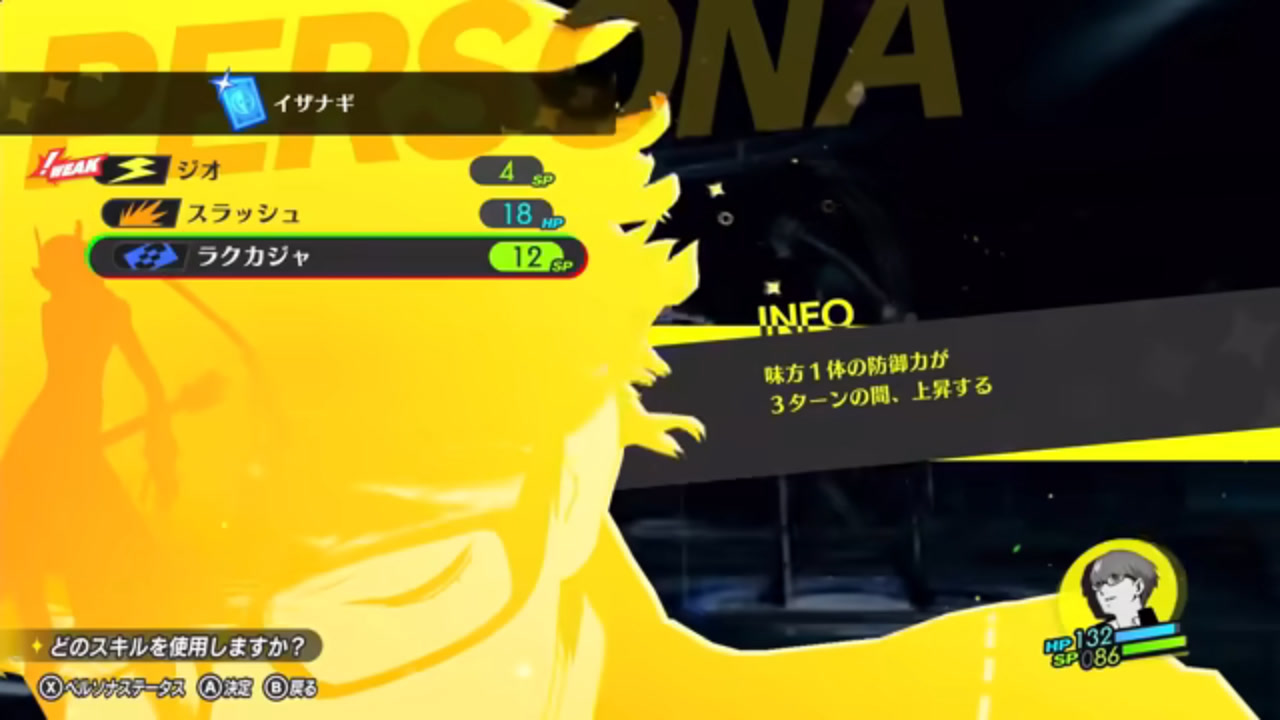 PERSONA
イザナギ
!WEAK ジオ 4 SP
スラッシュ 18 HP
ラクカジャ 12 SP
INFO
味方1体の防御力が
3ターンの間、上昇する
HP 132
SP 086
どのスキルを使用しますか?
X ペルソナステータス A 決定 B 戻る